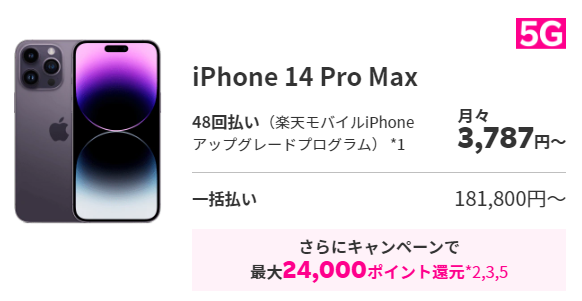 5G
iPhone 14 Pro Max
48回払い（楽天モバイルiPhone
アップグレードプログラム） *1
月々
3,787円〜
一括払い
181,800円〜
さらにキャンペーンで
最大24,000ポイント還元*2,3,5